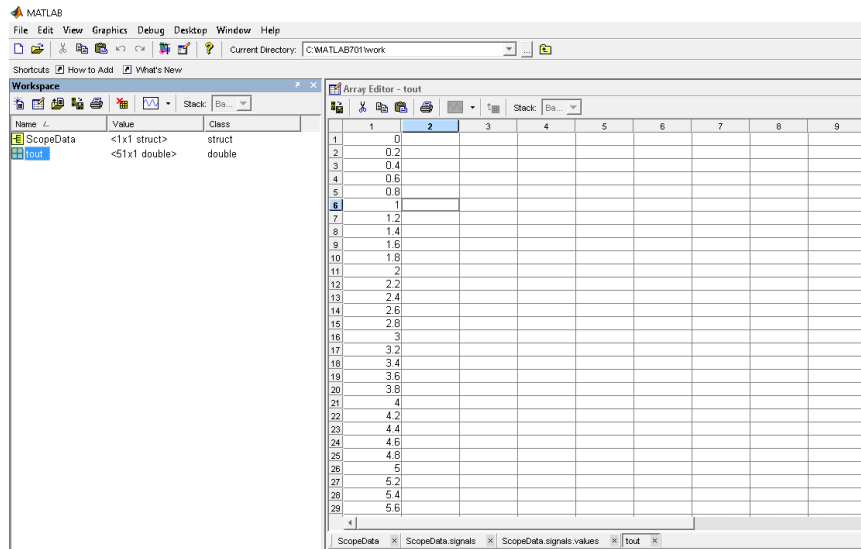 MATLAB
File Edit View Graphics Debug Desktop Window Help
Current Directory: C:\MATLAB701\work
Shortcuts How to Add What's New
Workspace
Stack: Ba...
Name Value Class
ScopeData <1x1 struct> struct
tout <51x1 double> double
Array Editor - tout
Stack: Ba...
1 2 3 4 5 6 7 8 9
1 0
2 0.2
3 0.4
4 0.6
5 0.8
6 1
7 1.2
8 1.4
9 1.6
10 1.8
11 2
12 2.2
13 2.4
14 2.6
15 2.8
16 3
17 3.2
18 3.4
19 3.6
20 3.8
21 4
22 4.2
23 4.4
24 4.6
25 4.8
26 5
27 5.2
28 5.4
29 5.6
ScopeData ScopeData.signals ScopeData.signals.values tout